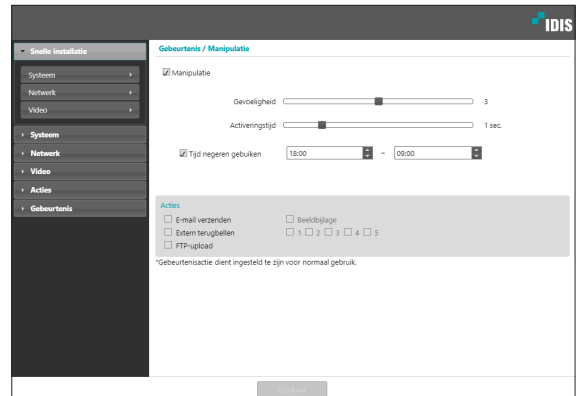 IDIS
Snelle installatie
Systeem
Netwerk
Video
Systeem
Netwerk
Video
Acties
Gebeurtenis
Gebeurtenis / Manipulatie
Manipulatie
Gevoeligheid 3
Activeringstijd 1 sec.
Tijd negeren gebuiken 18:00 ~ 09:00
Acties
E-mail verzenden Beeldbijlage
Extern terugbellen 1 2 3 4 5
FTP-upload
*Gebeurtenisactie dient ingesteld te zijn voor normaal gebruik.
Opslaan